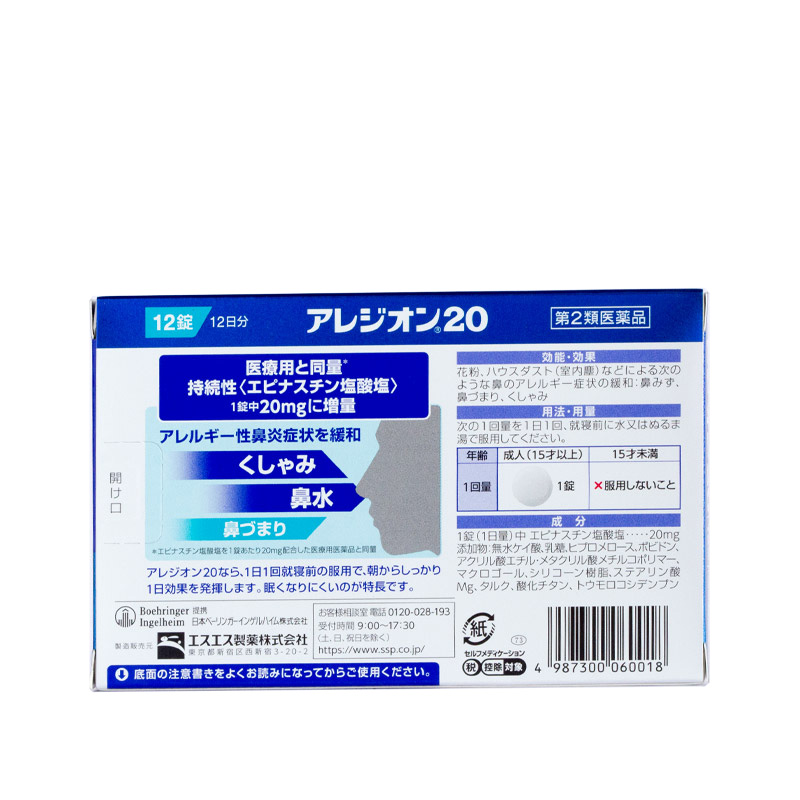 12錠 12日分
アレジオン®20
第2類医薬品
医療用と同量*
持続性〈エピナスチン塩酸塩〉
1錠中20mgに増量
アレルギー性鼻炎症状を緩和
くしゃみ
鼻水
鼻づまり
*エピナスチン塩酸塩を1錠あたり20mg配合した医療用医薬品と同量
アレジオン20なら、1日1回就寝前の服用で、朝からしっかり
1日効果を発揮します。眠くなりにくいのが特長です。
開け口
効能・効果
花粉、ハウスダスト(室内塵)などによる次の
ような鼻のアレルギー症状の緩和:鼻みず、
鼻づまり、くしゃみ
用法・用量
次の1回量を1日1回、就寝前に水又はぬるま
湯で服用してください。
年齢 成人(15才以上) 15才未満
1回量 1錠 ×服用しないこと
成分
1錠(1日量)中 エピナスチン塩酸塩‥‥‥20mg
添加物:無水ケイ酸、乳糖、ヒプロメロース、ポビドン、
アクリル酸エチル・メタクリル酸メチルコポリマー、
マクロゴール、シリコーン樹脂、ステアリン酸
Mg、タルク、酸化チタン、トウモロコシデンプン
Boehringer Ingelheim
提携
日本ベーリンガーインゲルハイム株式会社
製造販売元 エスエス製薬株式会社
東京都新宿区西新宿3-20-2
お客様相談室 電話 0120-028-193
受付時間 9:00~17:30
(土、日、祝日を除く)
https://www.ssp.co.jp/
紙
73
セルフメディケーション
税 控除 対象
4 987300 060018
底面の注意書きをよくお読みになってからご使用ください。